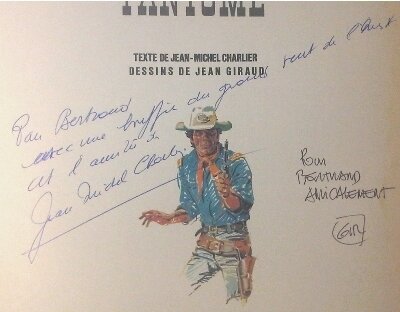 FANTÔME
TEXTE DE JEAN-MICHEL CHARLIER
DESSINS DE JEAN GIRAUD
Pour Bertrand
avec une bouffée du grand vent de l'Ouest
et l'amitié de
Jean Michel Charlier
POUR
BERTRAND
AMICALEMENT
GIR